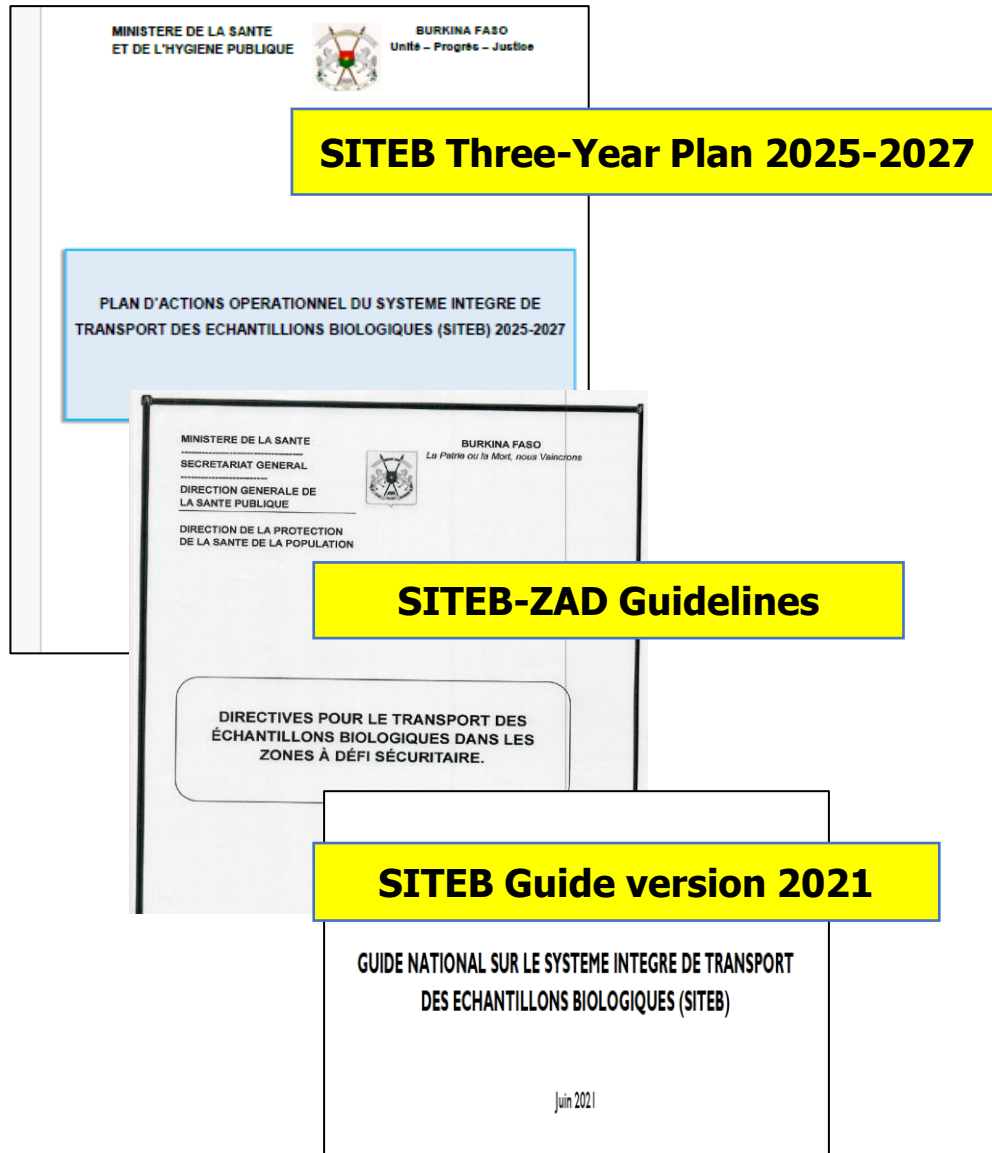 MINISTERE DE LA SANTE
ET DE L'HYGIENE PUBLIQUE
BURKINA FASO
Unité – Progrès – Justice
SITEB Three-Year Plan 2025-2027
PLAN D'ACTIONS OPERATIONNEL DU SYSTEME INTEGRE DE
TRANSPORT DES ECHANTILLIONS BIOLOGIQUES (SITEB) 2025-2027
MINISTERE DE LA SANTE
SECRETARIAT GENERAL
DIRECTION GENERALE DE
LA SANTE PUBLIQUE
DIRECTION DE LA PROTECTION
DE LA SANTE DE LA POPULATION
BURKINA FASO
La Patrie ou la Mort, nous Vaincrons
SITEB-ZAD Guidelines
DIRECTIVES POUR LE TRANSPORT DES
ÉCHANTILLONS BIOLOGIQUES DANS LES
ZONES À DÉFI SÉCURITAIRE.
SITEB Guide version 2021
GUIDE NATIONAL SUR LE SYSTEME INTEGRE DE TRANSPORT
DES ECHANTILLONS BIOLOGIQUES (SITEB)
Juin 2021